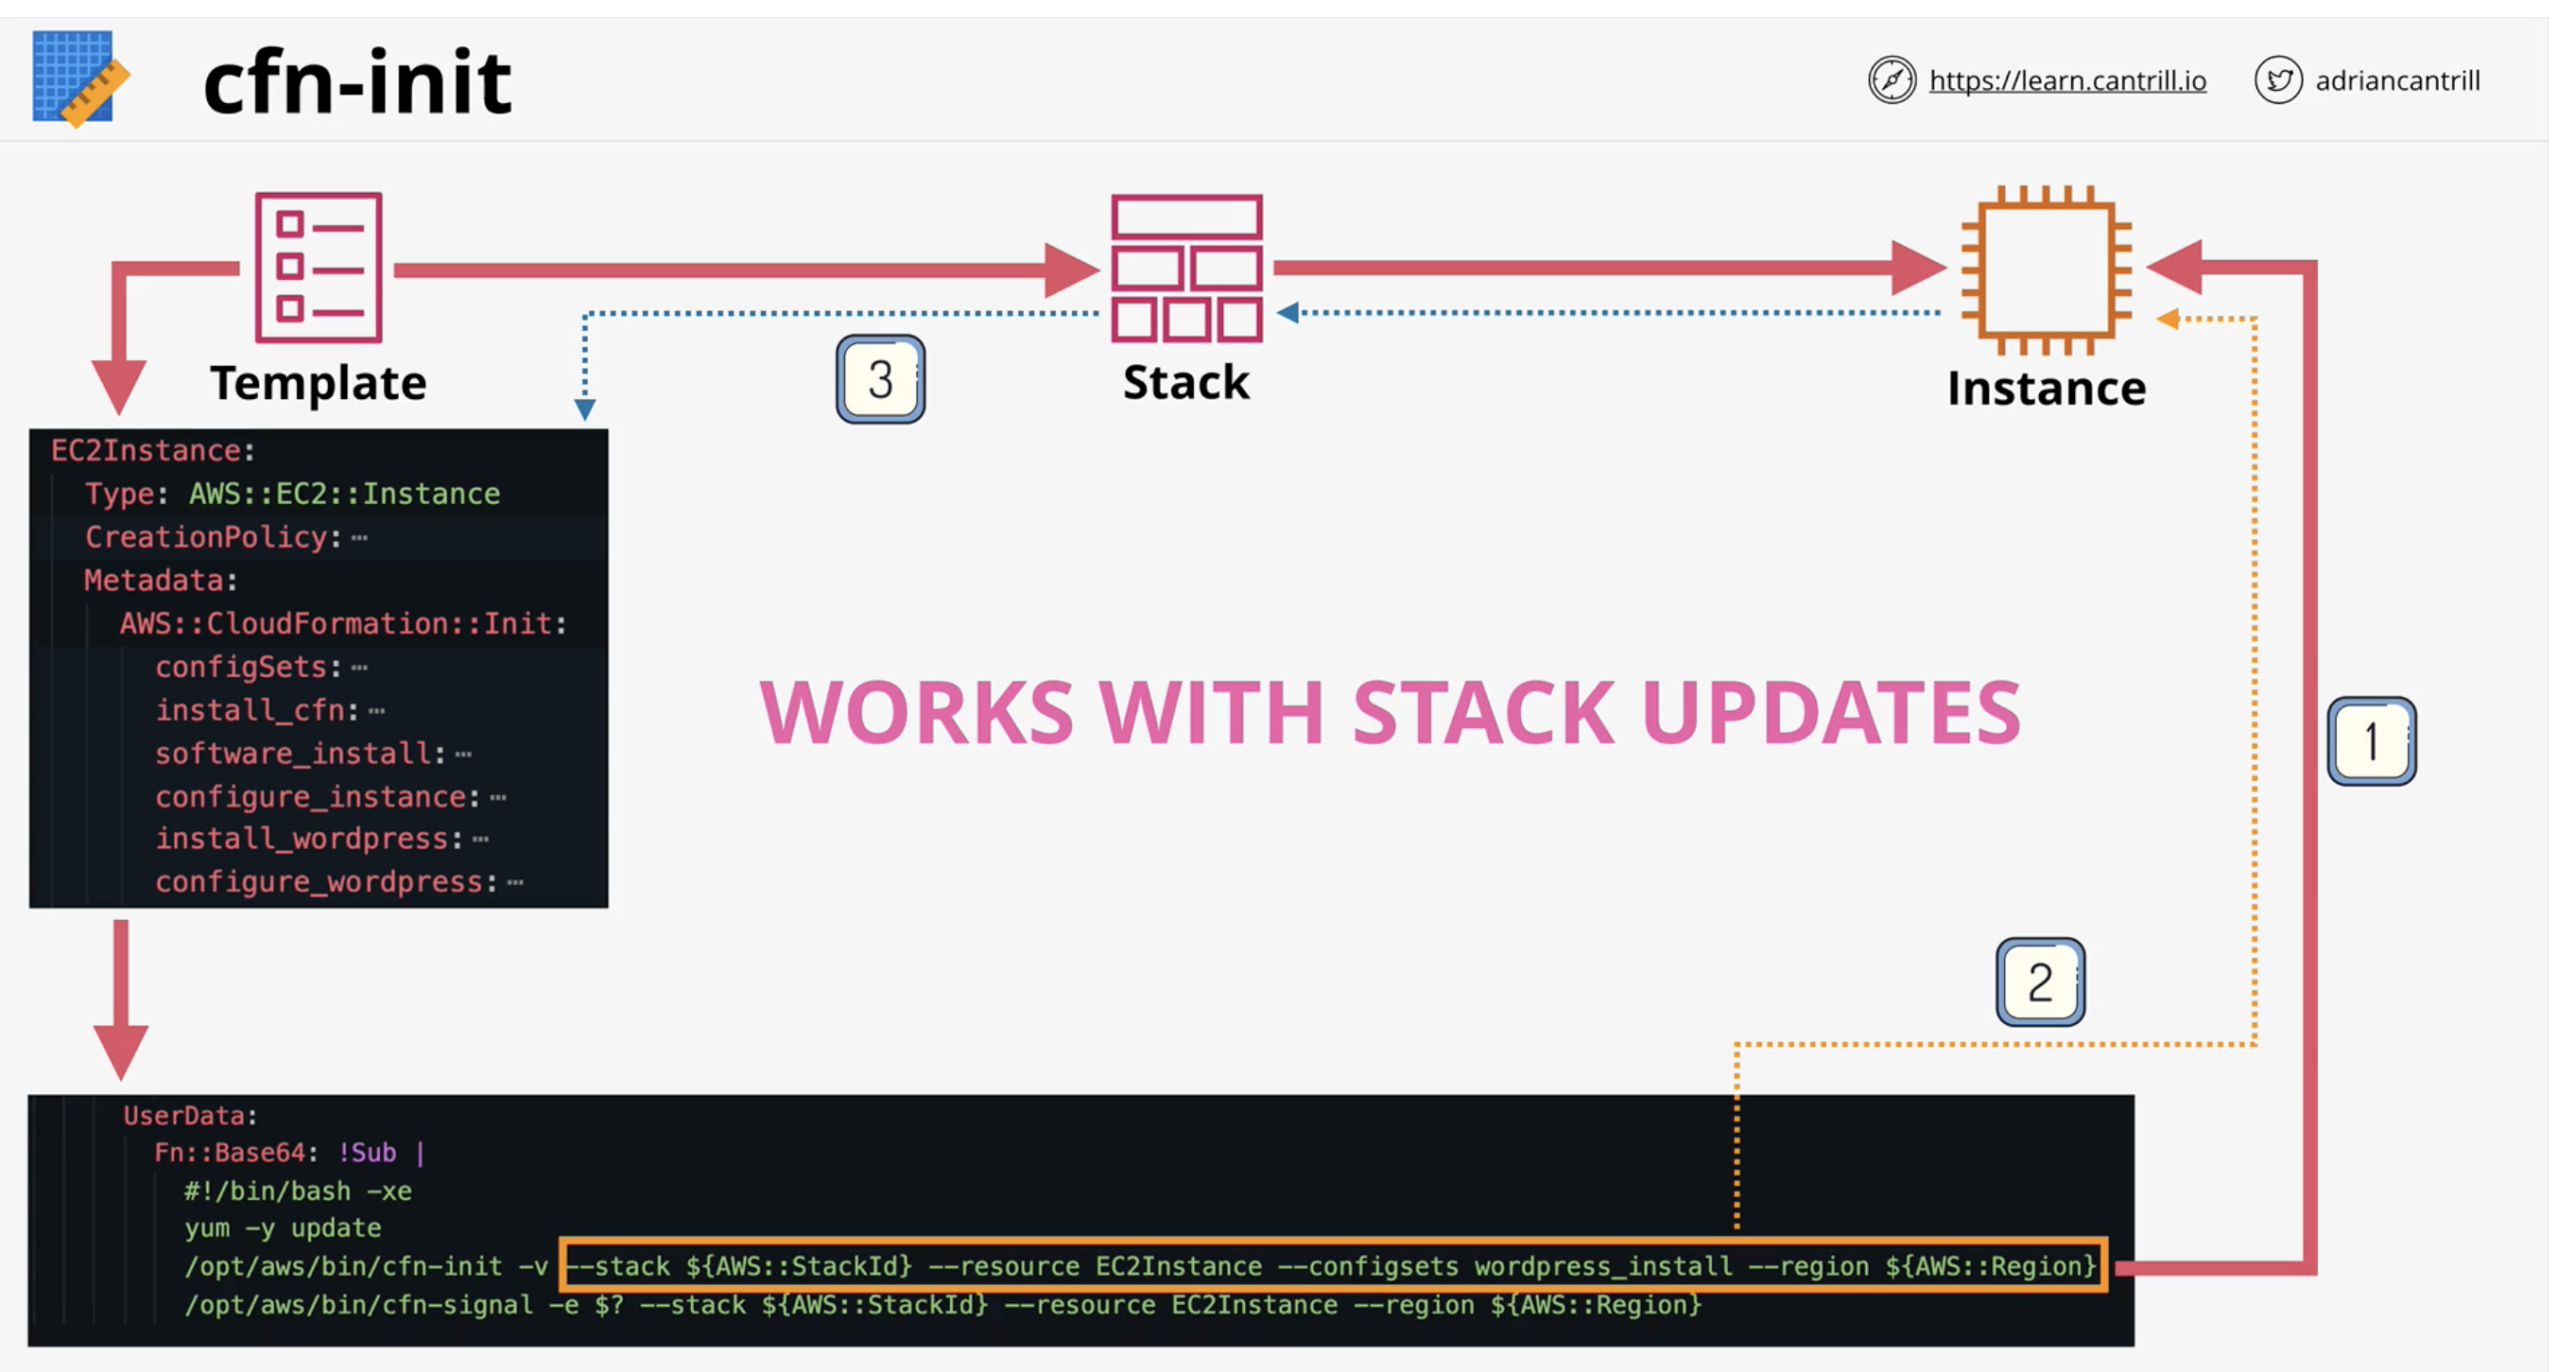 cfn-init
https://learn.cantrill.io
adriancantrill
Template
Stack
Instance
3
EC2Instance:
Type: AWS::EC2::Instance
CreationPolicy:⋯
Metadata:
AWS::CloudFormation::Init:
configSets:⋯
install_cfn:⋯
software_install:⋯
configure_instance:⋯
install_wordpress:⋯
configure_wordpress:⋯
WORKS WITH STACK UPDATES
1
2
UserData:
Fn::Base64: !Sub |
#!/bin/bash -xe
yum -y update
/opt/aws/bin/cfn-init -v --stack ${AWS::StackId} --resource EC2Instance --configsets wordpress_install --region ${AWS::Region}
/opt/aws/bin/cfn-signal -e $? --stack ${AWS::StackId} --resource EC2Instance --region ${AWS::Region}